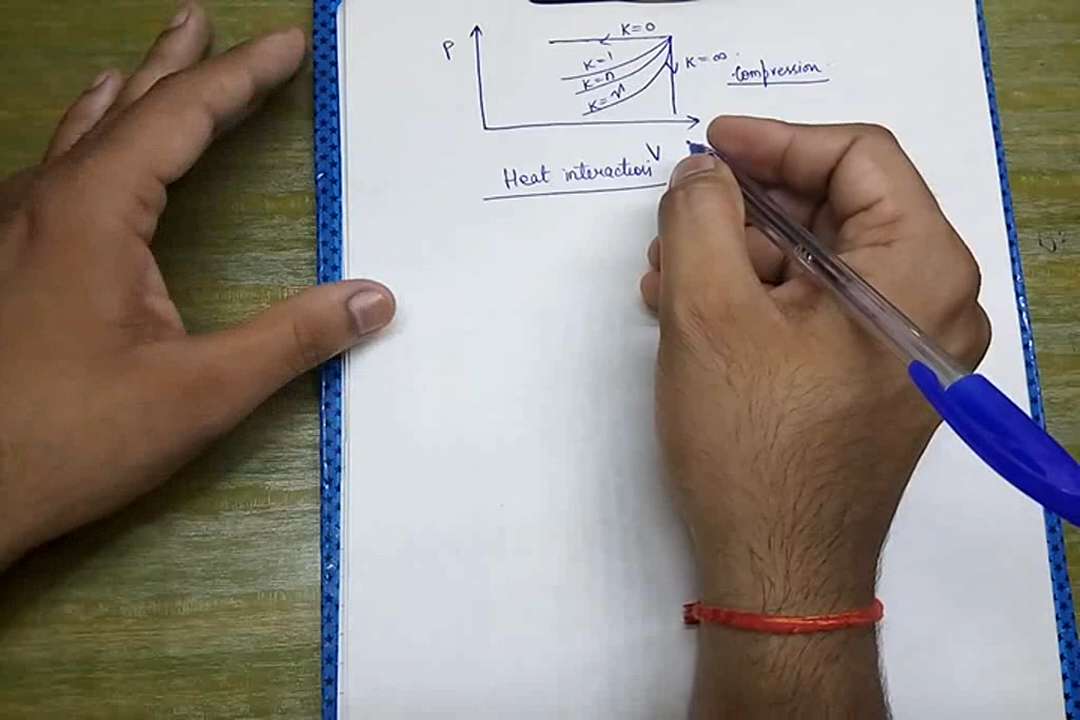 P
K=0
K=1
K=n
K=γ
K=∞
Compression
V
Heat interaction